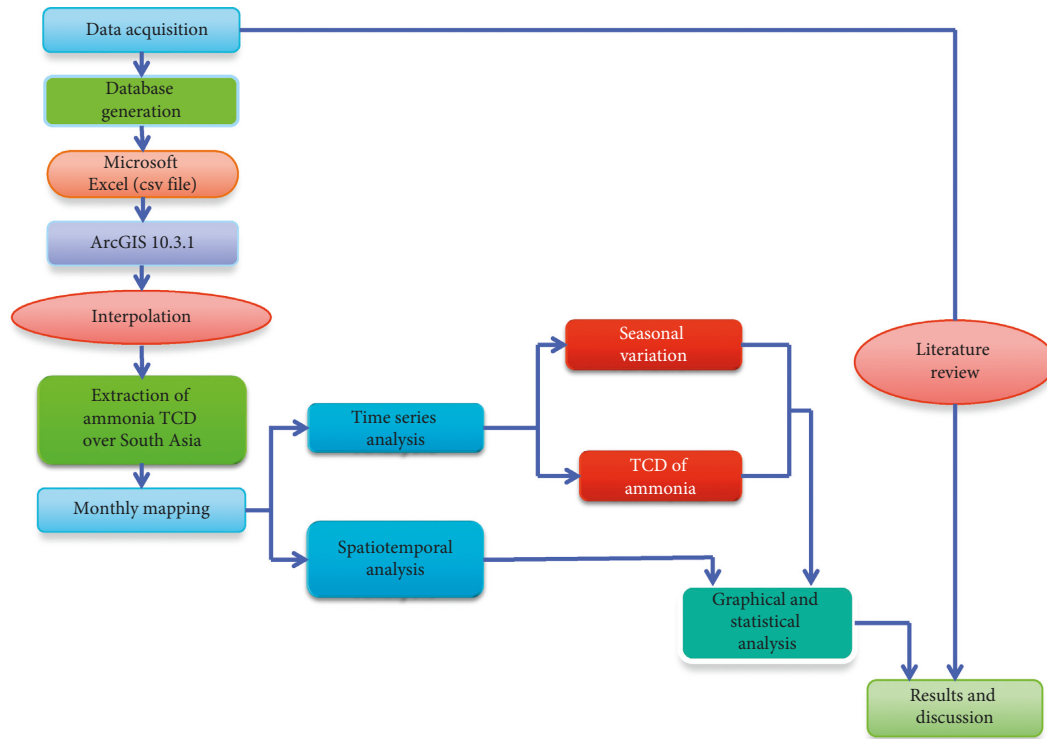 Data acquisition
Database
generation
Microsoft
Excel (csv file)
ArcGIS 10.3.1
Interpolation
Extraction of
ammonia TCD
over South Asia
Monthly mapping
Time series
analysis
Spatiotemporal
analysis
Seasonal
variation
TCD of
ammonia
Graphical and
statistical
analysis
Literature
review
Results and
discussion